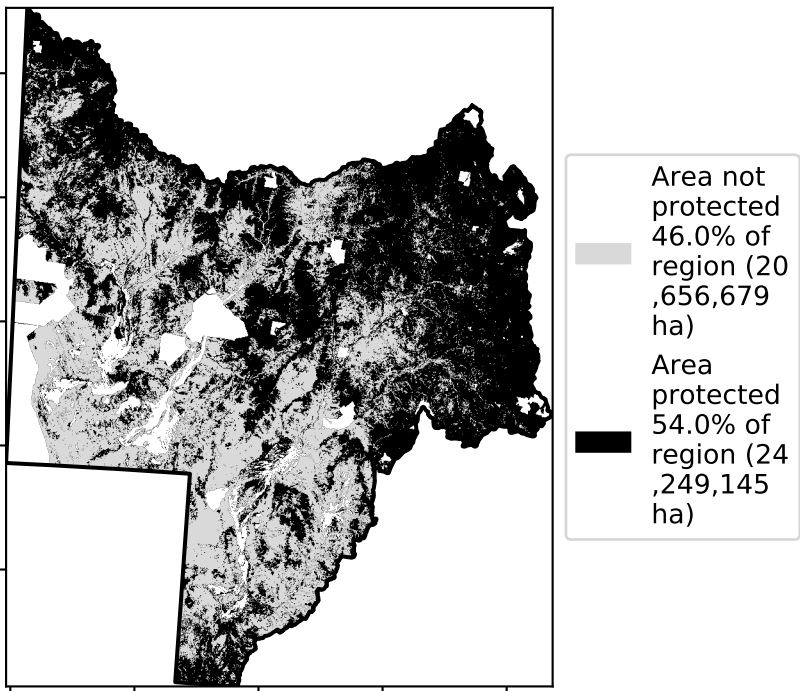 Area not
protected
46.0% of
region (20
,656,679
ha)
Area
protected
54.0% of
region (24
,249,145
ha)